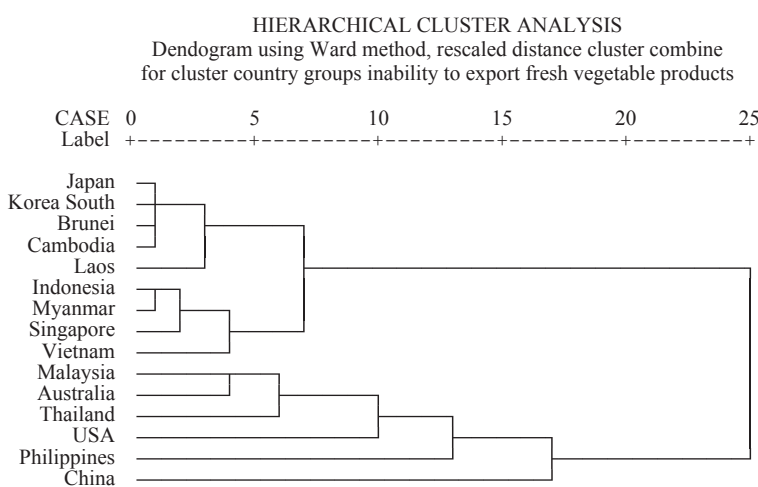 HIERARCHICAL CLUSTER ANALYSIS
Dendogram using Ward method, rescaled distance cluster combine
for cluster country groups inability to export fresh vegetable products
CASE 0 5 10 15 20 25
Label +---------+---------+---------+---------+---------+
Japan
Korea South
Brunei
Cambodia
Laos
Indonesia
Myanmar
Singapore
Vietnam
Malaysia
Australia
Thailand
USA
Philippines
China